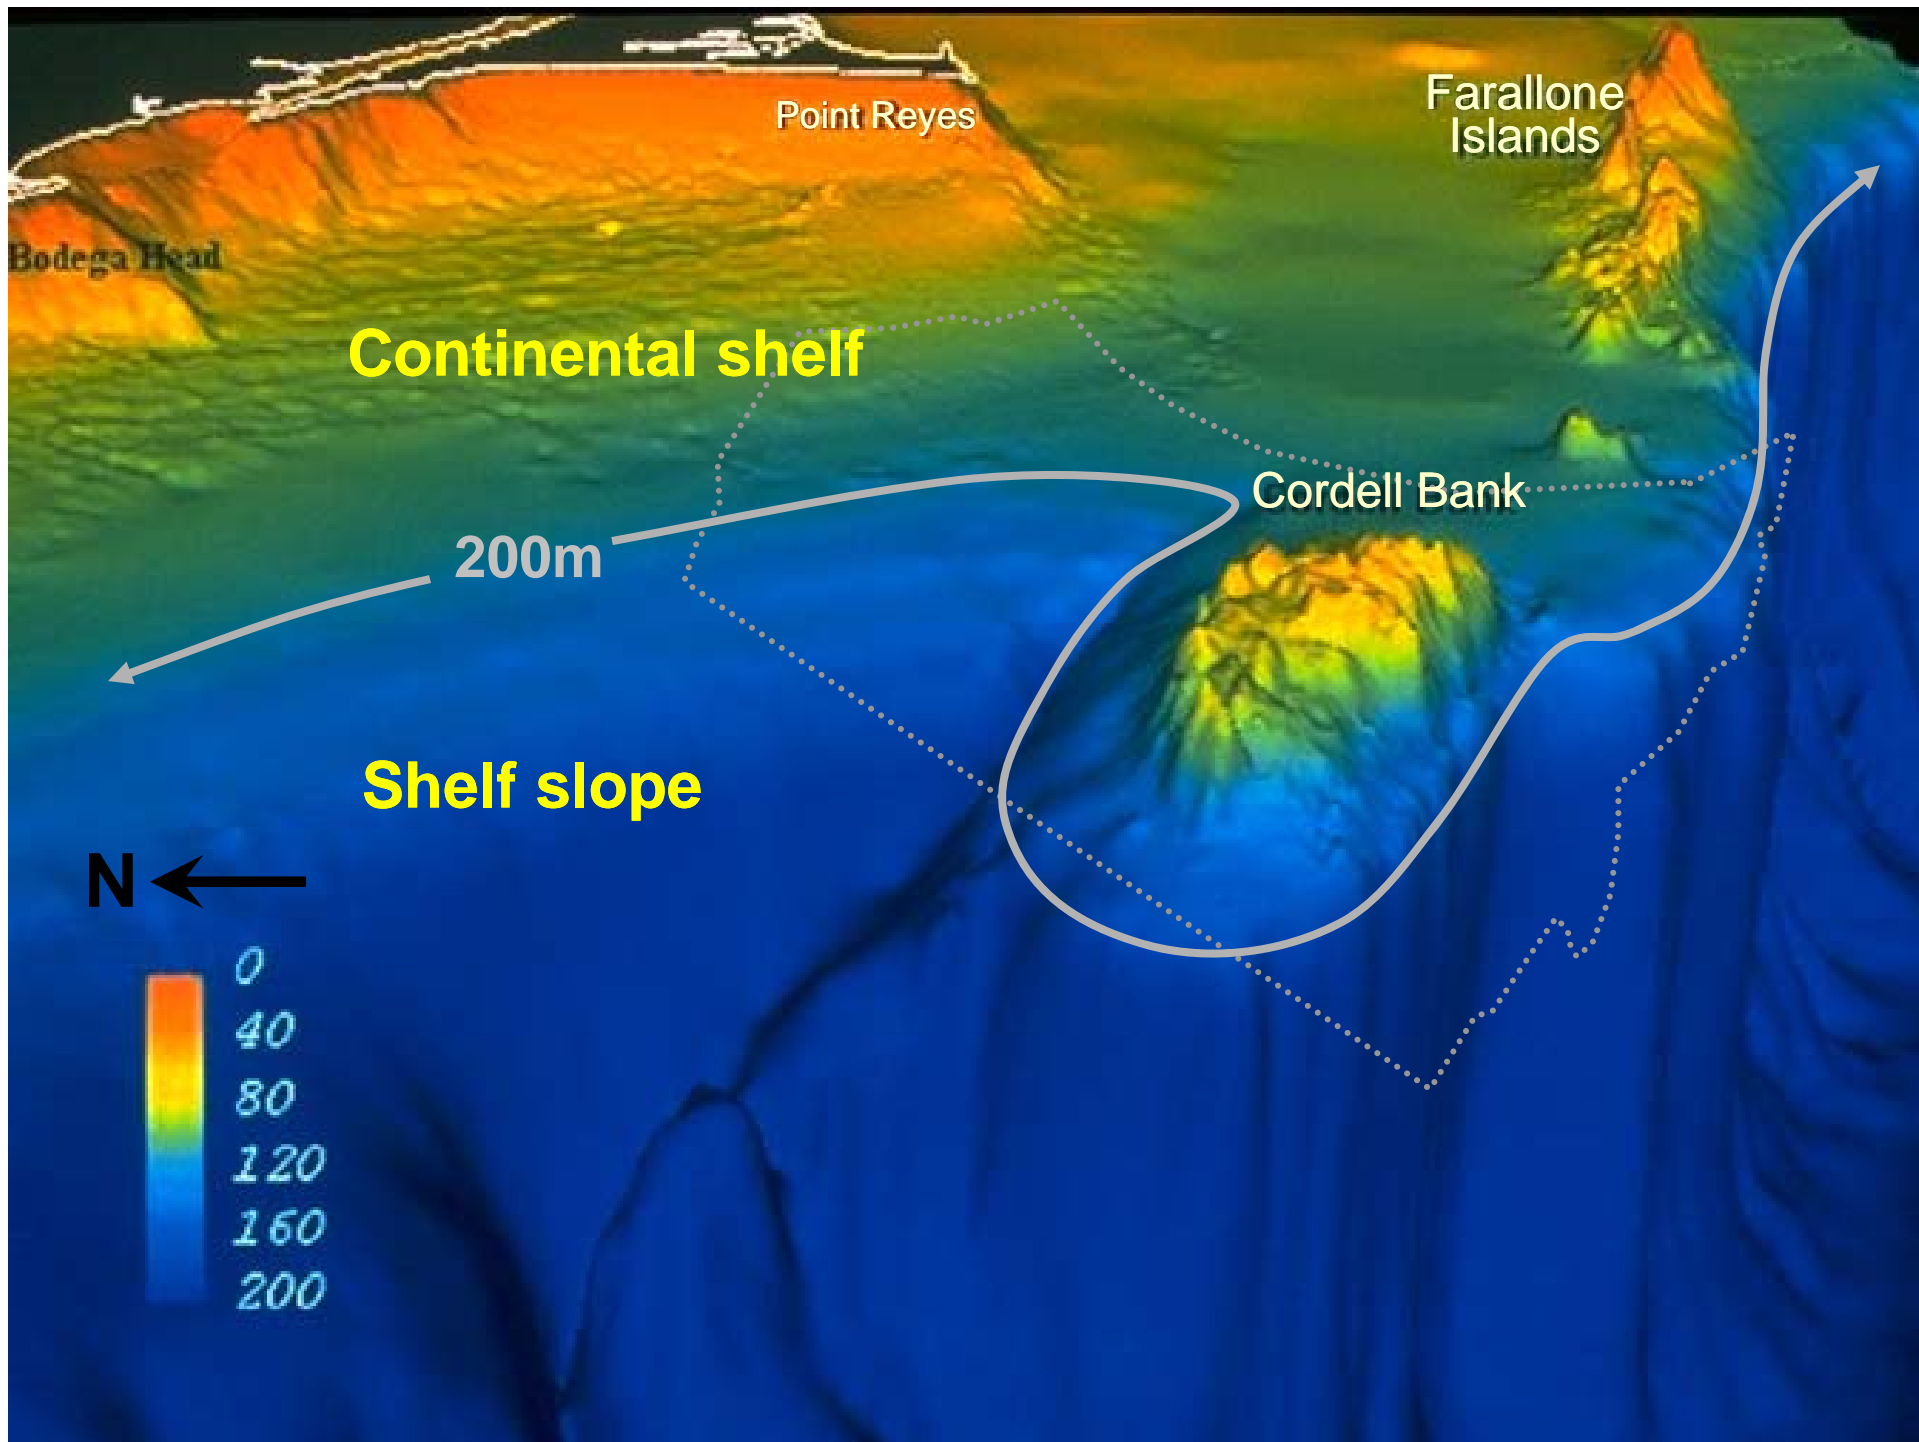 Farallone
Islands
Point Reyes
Bodega Head
Continental shelf
Cordell Bank
200m
Shelf slope
N
0
40
80
120
160
200